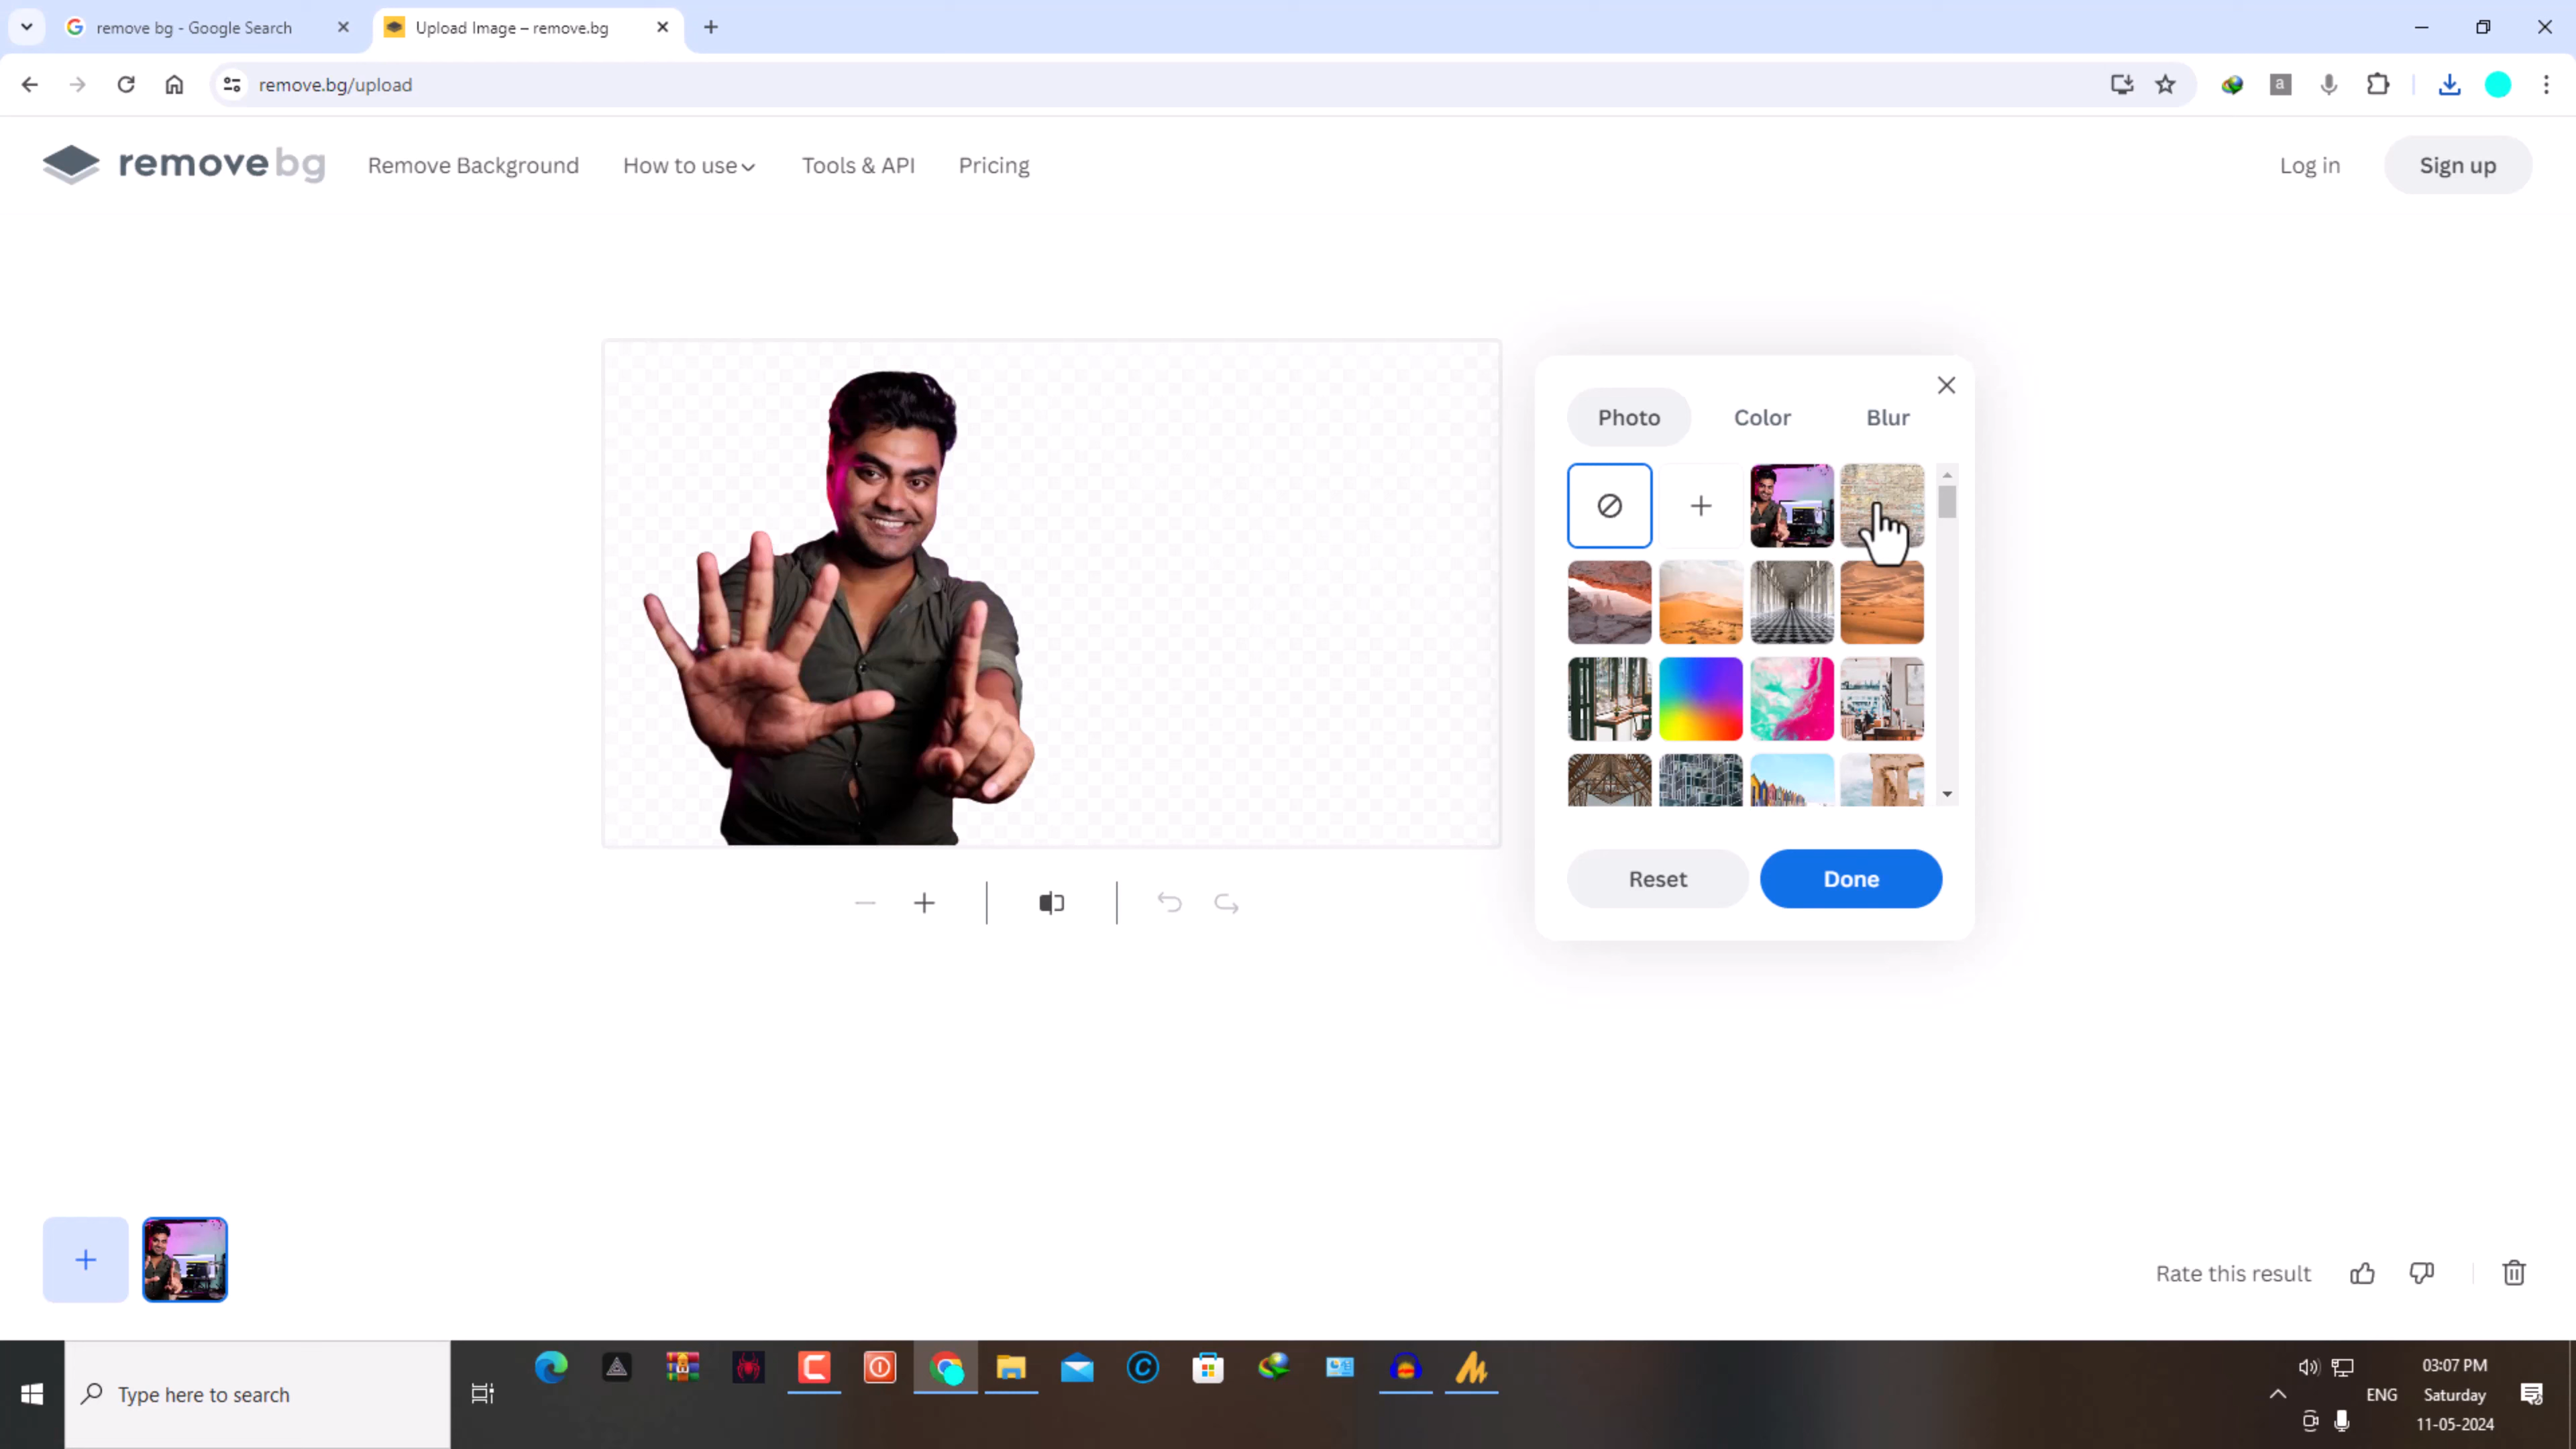 remove bg - Google Search
Upload Image – remove.bg
remove.bg/upload
a
removebg
Remove Background
How to use
Tools & API
Pricing
Log in
Sign up
Photo
Color
Blur
Reset
Done
Rate this result
Type here to search
03:07 PM
ENG
Saturday
11-05-2024